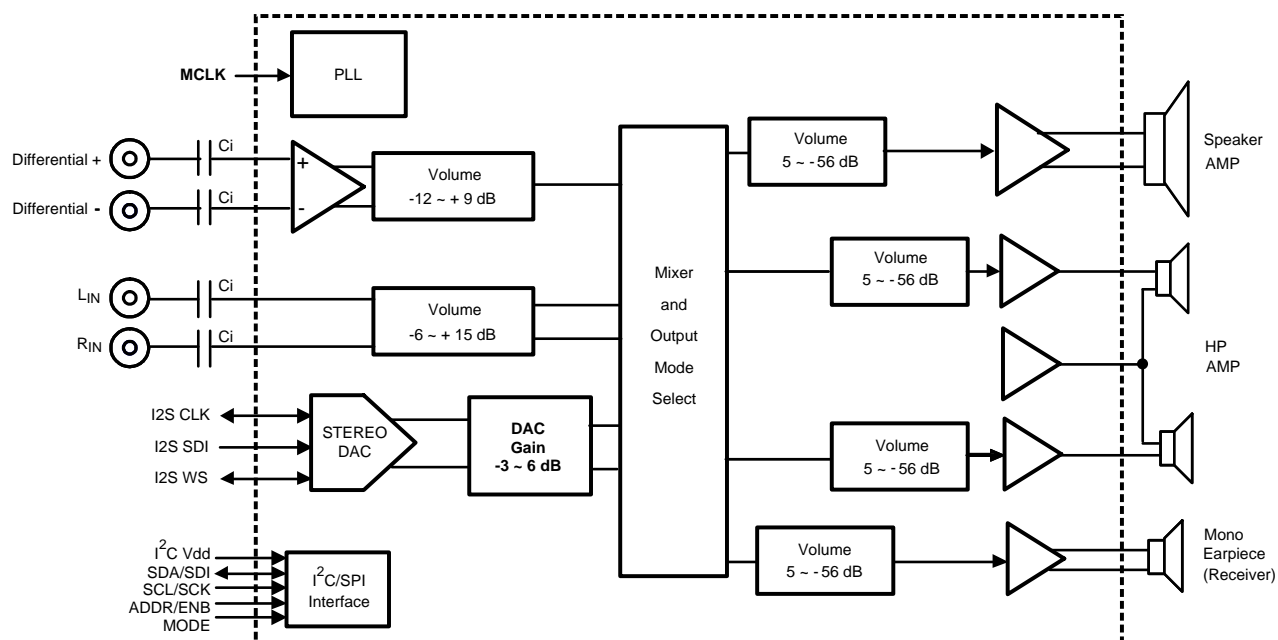 MCLK
PLL
Differential +
Ci
+
Volume
-12 ~ + 9 dB
Differential -
Ci
-
LIN
Ci
Volume
-6 ~ + 15 dB
RIN
Ci
I2S CLK
I2S SDI
I2S WS
STEREO
DAC
DAC
Gain
-3 ~ 6 dB
I2C Vdd
SDA/SDI
SCL/SCK
ADDR/ENB
MODE
I2C/SPI
Interface
Mixer
and
Output
Mode
Select
Volume
5 ~ -56 dB
Speaker
AMP
Volume
5 ~ -56 dB
HP
AMP
Volume
5 ~ -56 dB
Volume
5 ~ -56 dB
Mono
Earpiece
(Receiver)